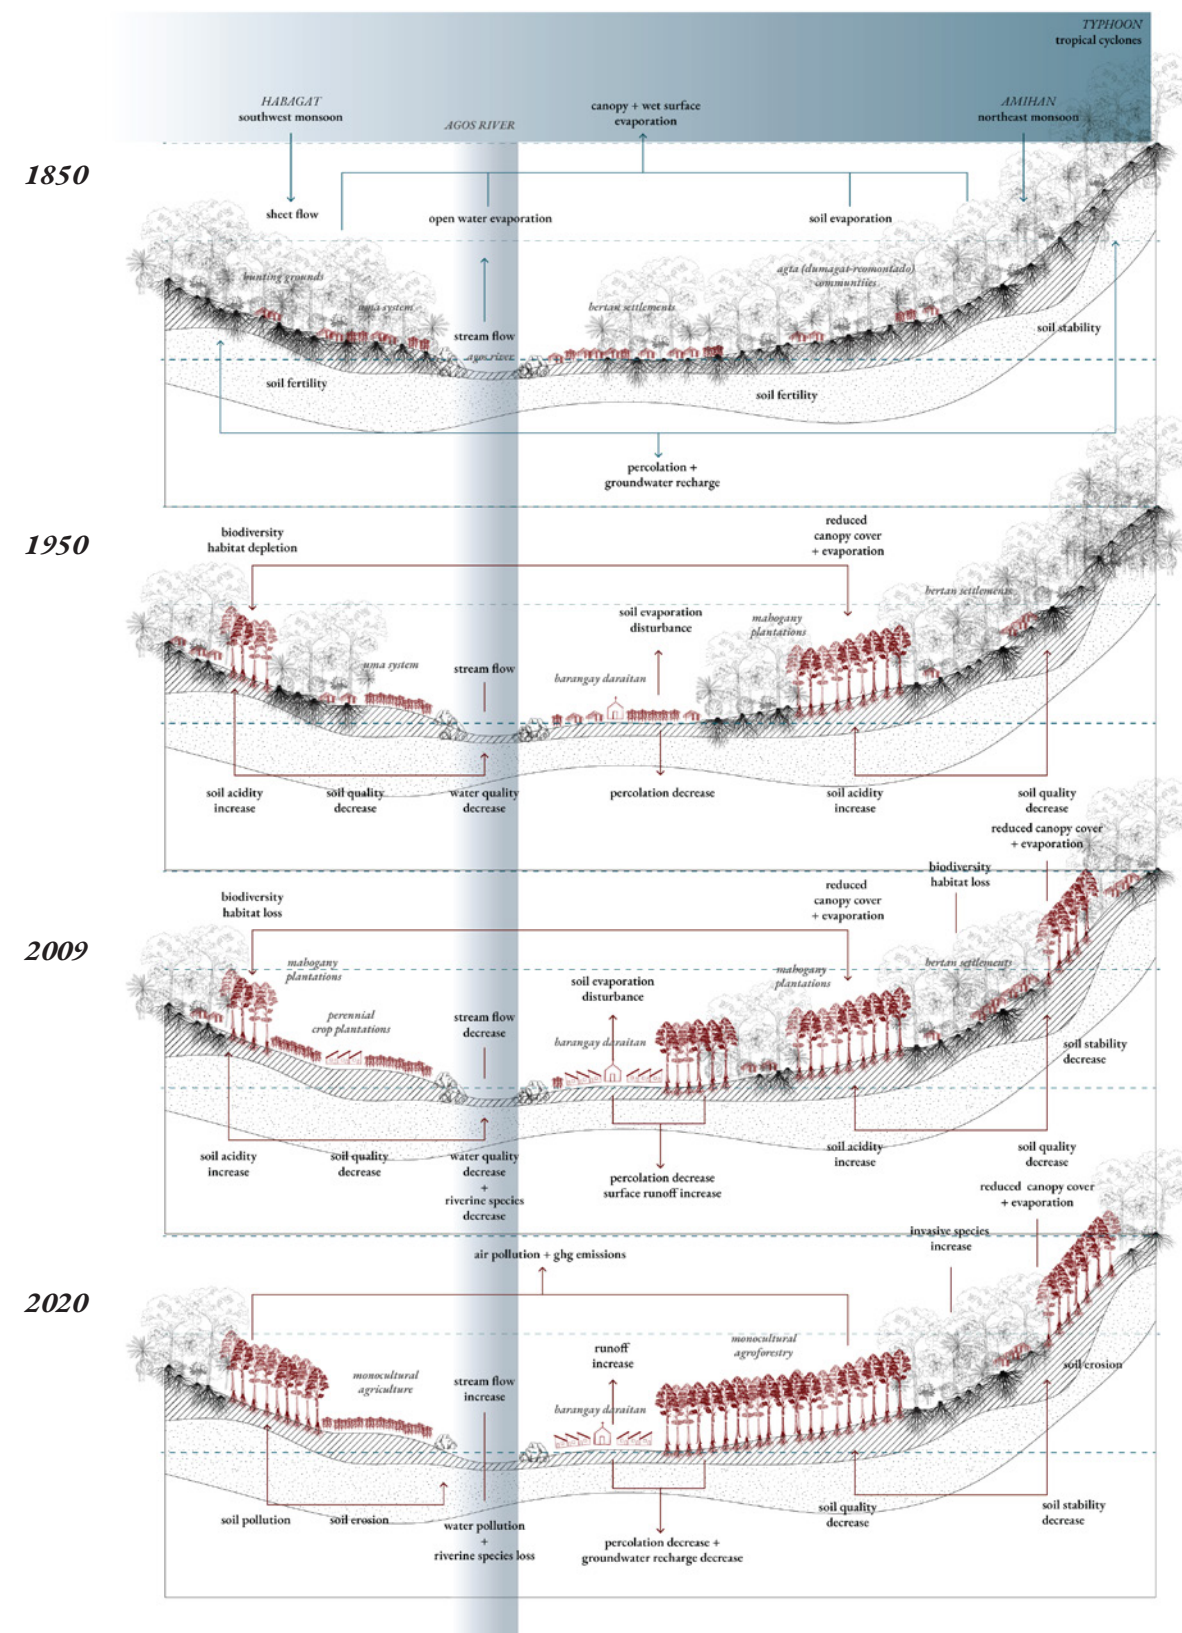 TYPHOON
tropical cyclones
HABAGAT
southwest monsoon
AGOS RIVER
canopy + wet surface
evaporation
AMIHAN
northeast monsoon
1850
sheet flow
open water evaporation
soil evaporation
hunting grounds
uma system
bertan settlements
agta (dumagat-reomontado)
communtiies
stream flow
agos river
soil stability
soil fertility
soil fertility
percolation +
groundwater recharge
1950
biodiversity
habitat depletion
reduced
canopy cover
+ evaporation
bertan settlements
soil evaporation
disturbance
mahogany
plantations
uma system
stream flow
barangay daraitan
soil acidity
increase
soil quality
decrease
water quality
decrease
percolation decrease
soil acidity
increase
soil quality
decrease
reduced canopy cover
+ evaporation
2009
biodiversity
habitat loss
reduced
canopy cover
+ evaporation
biodiversity
habitat loss
mahogany
plantations
perennial
crop plantations
stream flow
decrease
soil evaporation
disturbance
barangay daraitan
mahogany
plantations
bertan settlements
soil stability
decrease
soil acidity
increase
soil quality
decrease
water quality
decrease
+
riverine species
decrease
percolation decrease
surface runoff increase
soil acidity
increase
soil quality
decrease
reduced canopy cover
+ evaporation
invasive species
increase
air pollution + ghg emissions
2020
monocultural
agriculture
stream flow
increase
runoff
increase
barangay daraitan
monocultural
agroforestry
soil erosion
soil pollution
soil erosion
water pollution
+
riverine species loss
percolation decrease +
groundwater recharge decrease
soil quality
decrease
soil stability
decrease